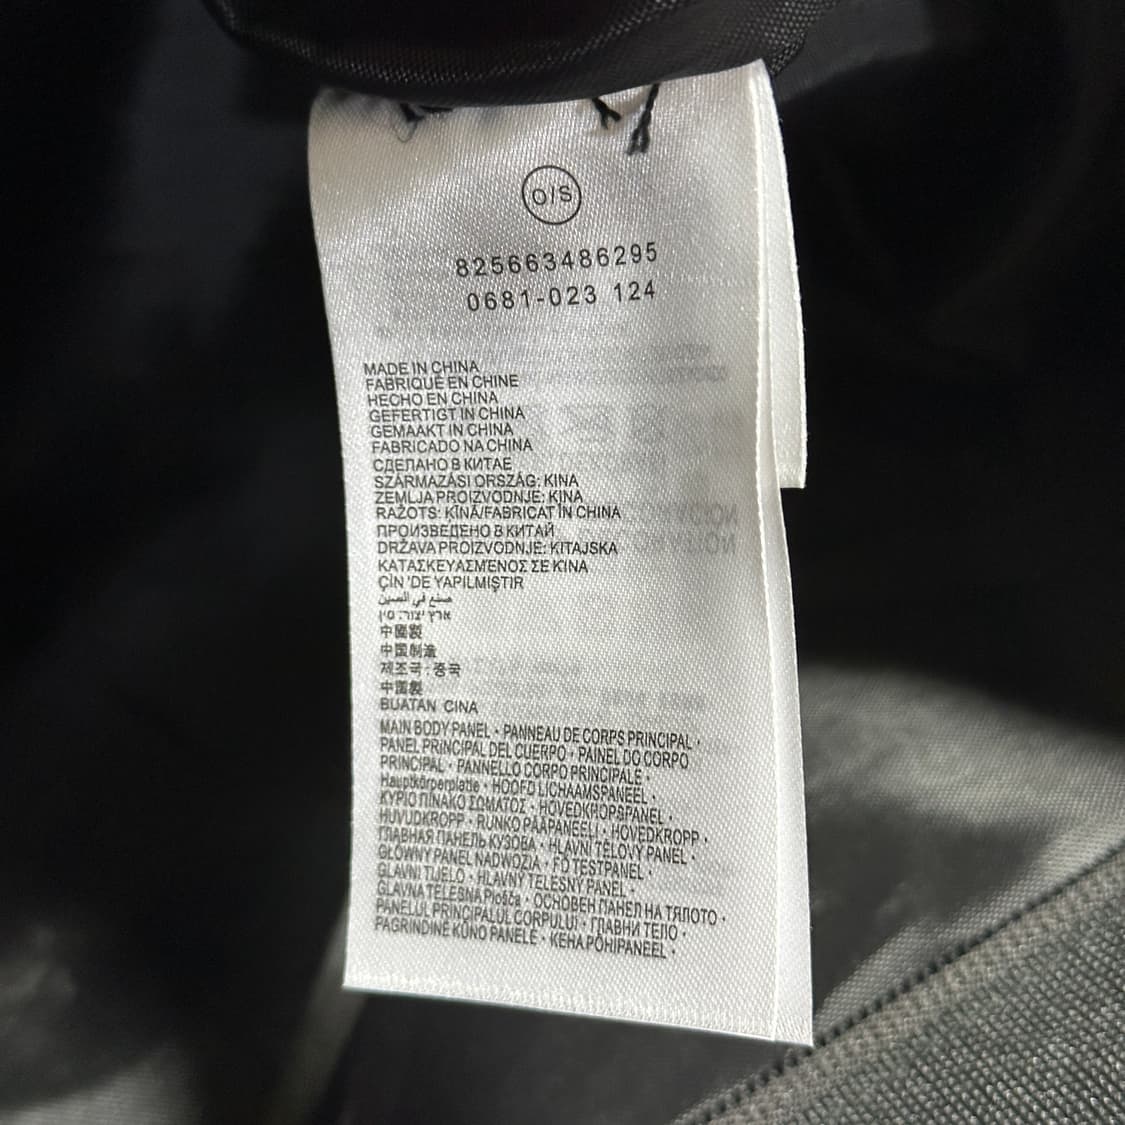 O/S
825663486295
0681-023 124
MADE IN CHINA
FABRIQUÉ EN CHINE
HECHO EN CHINA
GEFERTIGT IN CHINA
GEMAAKT IN CHINA
FABRICADO NA CHINA
СДЕЛАНО В КИТАЕ
SZÁRMAZÁSI ORSZÁG: KINA
ZEMLJA PROIZVODNJE: KINA
RAŽOTS: ĶĪNĀ/FABRICAT ÎN CHINA
ПРОИЗВЕДЕНО В КИТАЙ
DRŽAVA PROIZVODNJE: KITAJSKA
ΚΑΤΑΣΚΕΥΑΣΜΈΝΟΣ ΣΕ ΚΙΝΑ
ÇİN 'DE YAPILMIŞTIR
صنع في الصين
ארץ יצור: סין
中國製
中国制造
제조국 : 중국
中國製
BUATAN CINA
MAIN BODY PANEL · PANNEAU DE CORPS PRINCIPAL ·
PANEL PRINCIPAL DEL CUERPO · PAINEL DO CORPO
PRINCIPAL · PANNELLO CORPO PRINCIPALE ·
Hauptkörperplatte · HOOFD LICHAAMSPANEEL ·
ΚΥΡΙΟ ΠΙΝΑΚΟ ΣΩΜΑΤΟΣ · HOVEDKROPSPANEL ·
HUVUDKROPP · RUNKO PÄÄPANEELI · HOVEDKROPP ·
ГЛАВНАЯ ПАНЕЛЬ КУЗОВА · HLAVNÍ TĚLOVÝ PANEL ·
GŁÓWNY PANEL NADWOZIA · FŐ TESTPANEL ·
GLAVNI TIJELO · HLAVNÝ TELESNÝ PANEL ·
GLAVNA TELESNA Plošča · ОСНОВЕН ПАНЕЛ НА ТЯЛОТО ·
PANELUL PRINCIPALUL CORPULUI · ГЛАВНИ ТЕЛО ·
PAGRINDINĖ KŪNO PANELĖ · KEHA PÕHIPANEEL ·